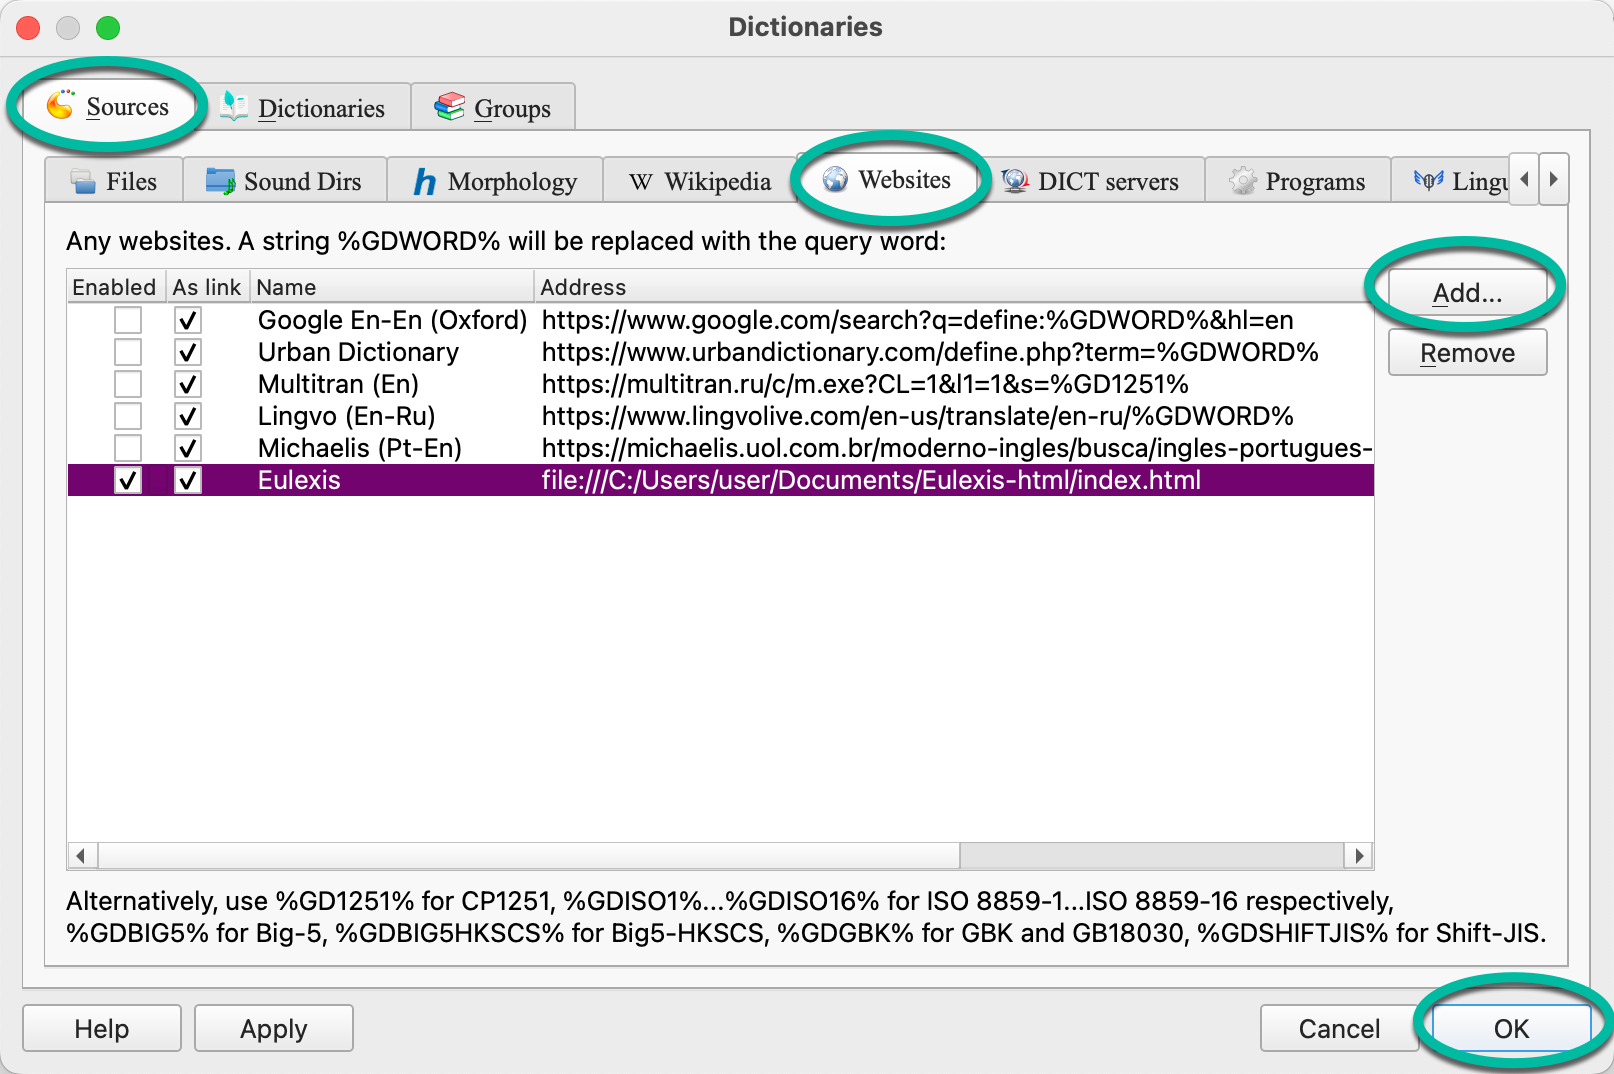 Dictionaries
Sources Dictionaries Groups
Files Sound Dirs h Morphology W Wikipedia Websites DICT servers Programs Lingu
Any websites. A string %GDWORD% will be replaced with the query word:
Enabled As link Name Address
Google En-En (Oxford) https://www.google.com/search?q=define:%GDWORD%&hl=en
Urban Dictionary https://www.urbandictionary.com/define.php?term=%GDWORD%
Multitran (En) https://multitran.ru/c/m.exe?CL=1&l1=1&s=%GD1251%
Lingvo (En-Ru) https://www.lingvolive.com/en-us/translate/en-ru/%GDWORD%
Michaelis (Pt-En) https://michaelis.uol.com.br/moderno-ingles/busca/ingles-portugues-
Eulexis file:///C:/Users/user/Documents/Eulexis-html/index.html
Add...
Remove
Alternatively, use %GD1251% for CP1251, %GDISO1%...%GDISO16% for ISO 8859-1...ISO 8859-16 respectively,
%GDBIG5% for Big-5, %GDBIG5HKSCS% for Big5-HKSCS, %GDGBK% for GBK and GB18030, %GDSHIFTJIS% for Shift-JIS.
Help Apply Cancel OK